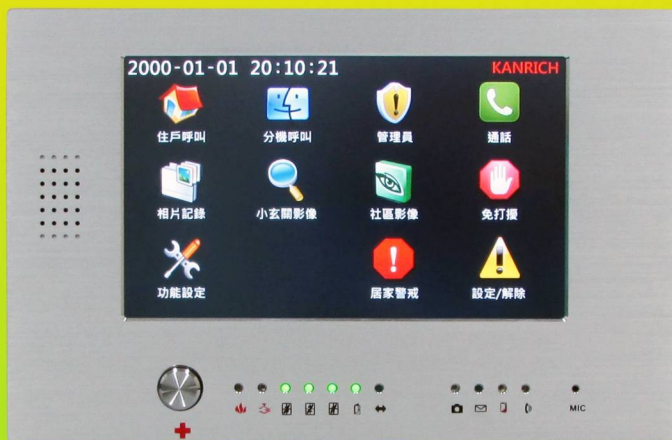 2000-01-01 20:10:21 KANRICH
住戶呼叫 分機呼叫 管理員 通話
相片記錄 小玄關影像 社區影像 免打擾
功能設定 居家警戒 設定/解除
MIC